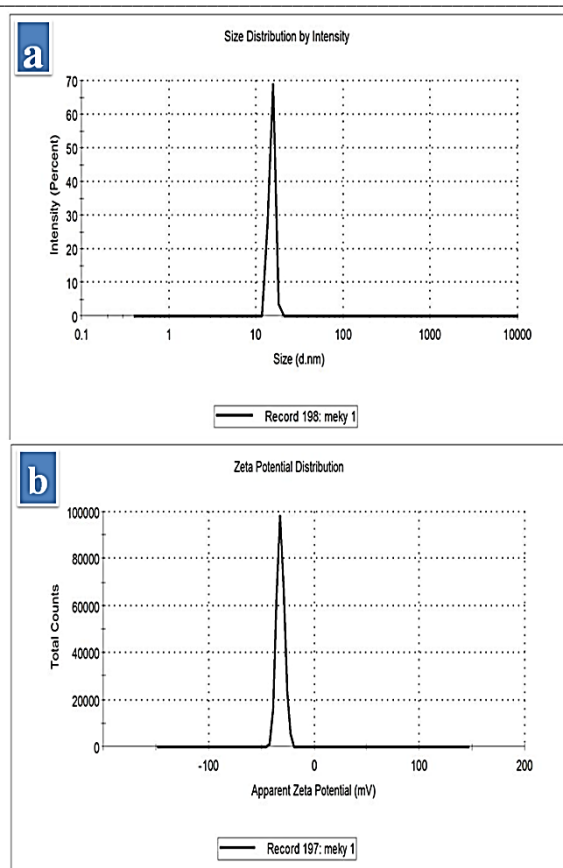 a
Size Distribution by Intensity
Intensity (Percent)
70
60
50
40
30
20
10
0
0.1 1 10 100 1000 10000
Size (d.nm)
Record 198: meky 1
b
Zeta Potential Distribution
Total Counts
100000
80000
60000
40000
20000
0
-100 0 100 200
Apparent Zeta Potential (mV)
Record 197: meky 1